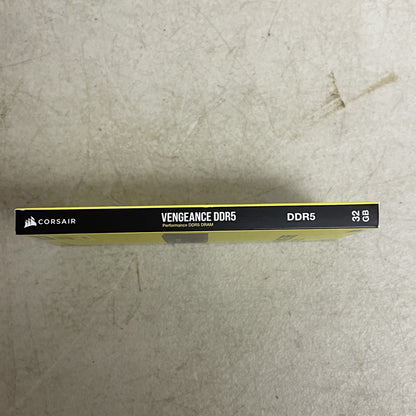 CORSAIR
VENGEANCE DDR5
Performance DDR5 DRAM
DDR5
32
GB